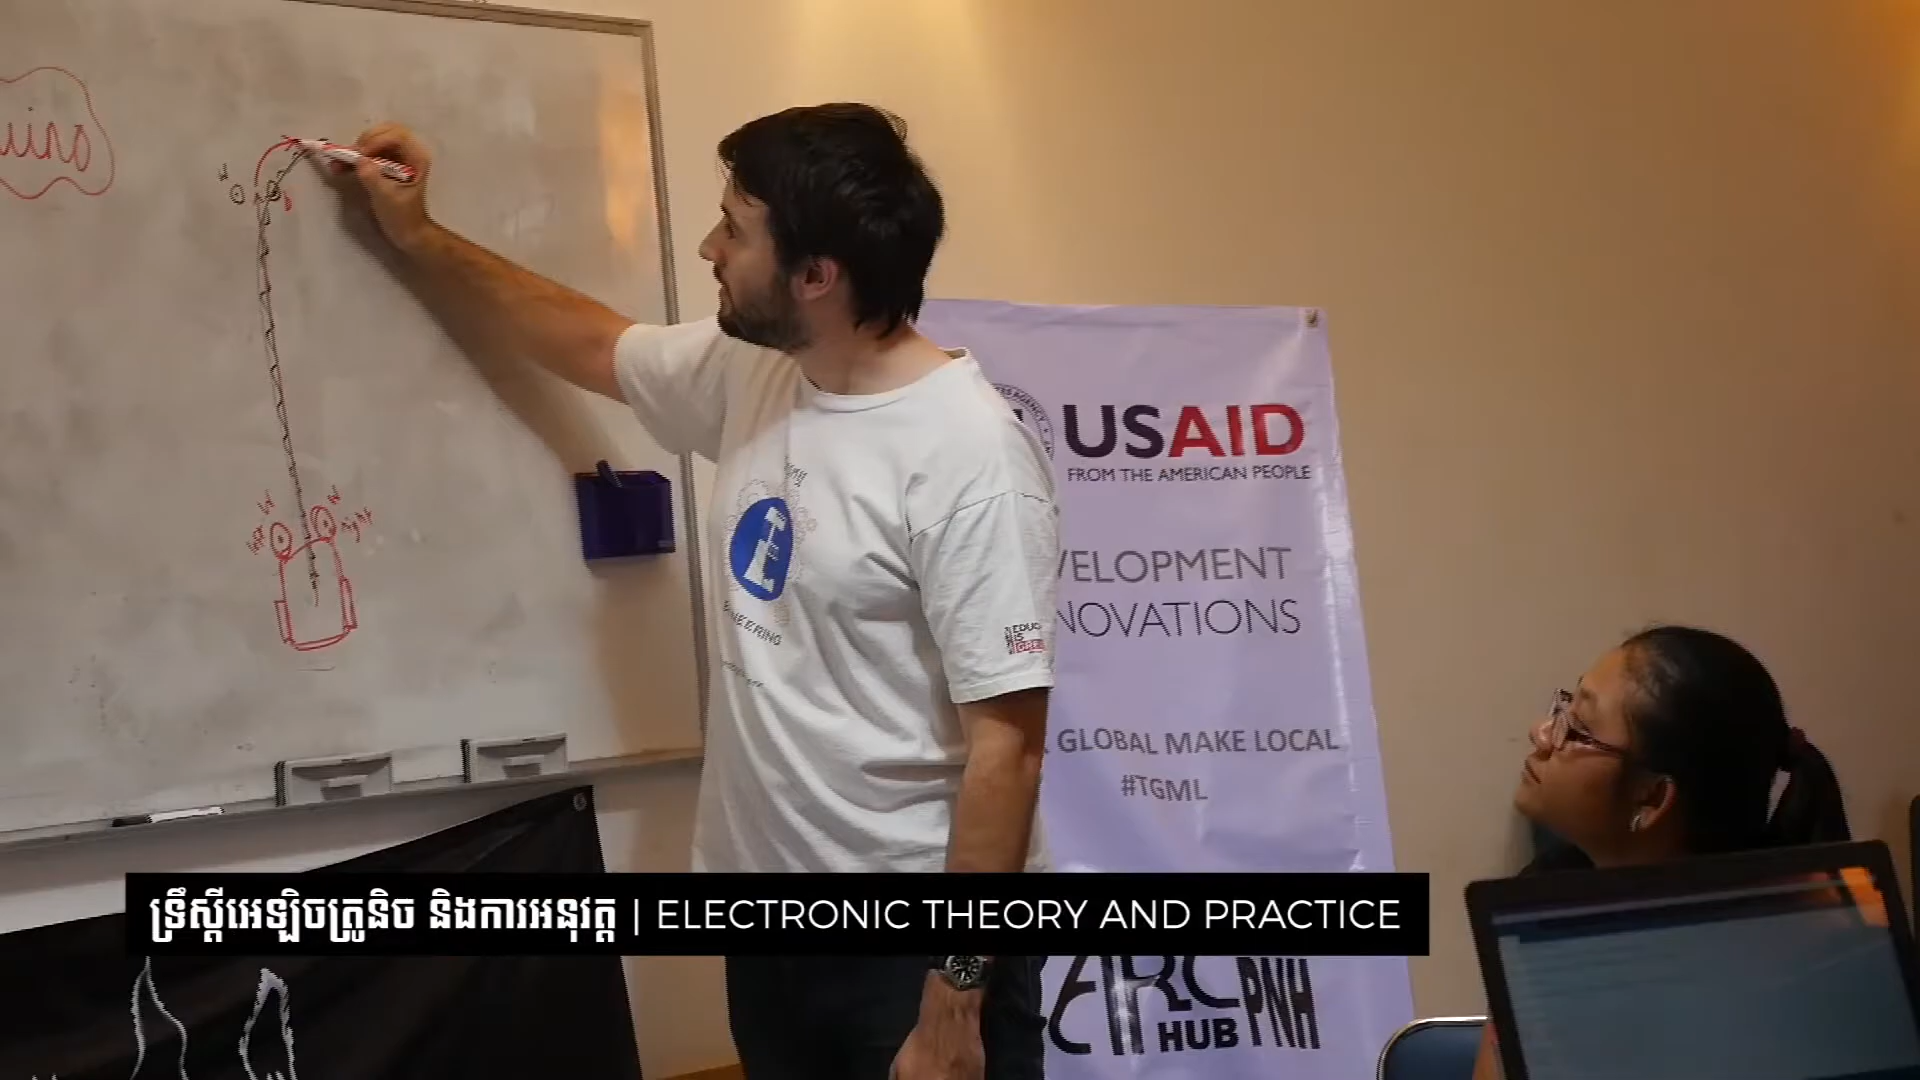 uino
right
USAID
FROM THE AMERICAN PEOPLE
VELOPMENT
NOVATIONS
GLOBAL MAKE LOCAL
#TGML
HUB PNH
ទ្រឹស្តីអេឡិចត្រូនិច និងការអនុវត្ត | ELECTRONIC THEORY AND PRACTICE